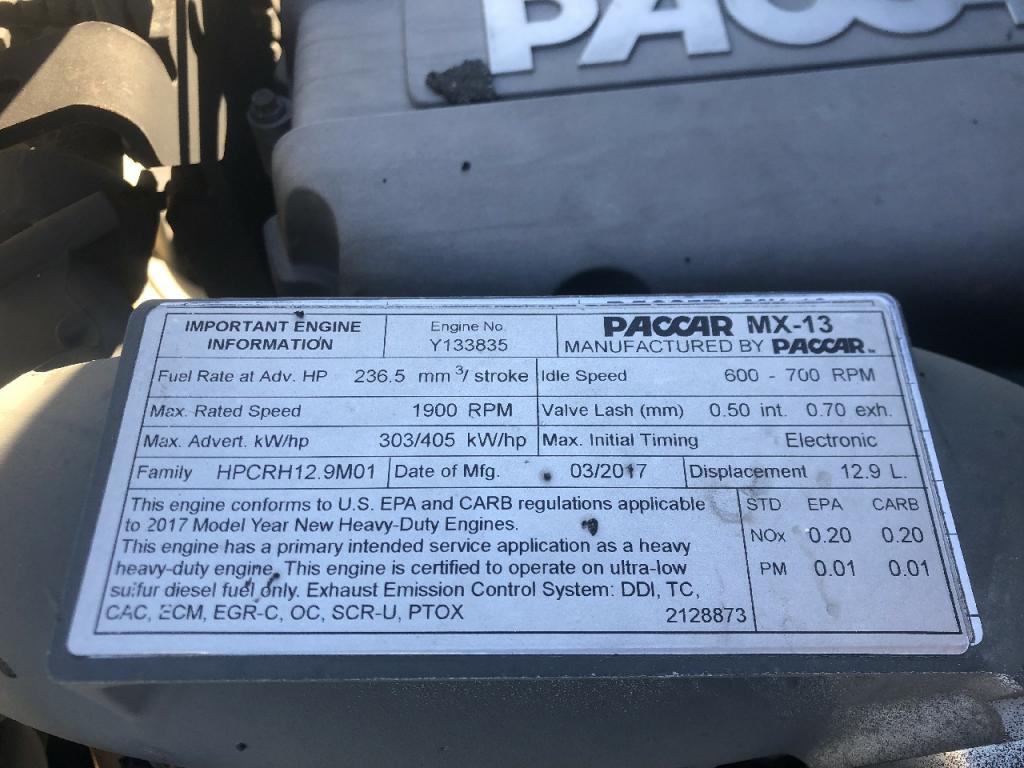 PACCAR
IMPORTANT ENGINE
INFORMATION
Engine No.
Y133835
PACCAR MX-13
MANUFACTURED BY PACCAR™
Fuel Rate at Adv. HP 236.5 mm³/ stroke
Idle Speed 600 - 700 RPM
Max. Rated Speed 1900 RPM
Valve Lash (mm) 0.50 int. 0.70 exh.
Max. Advert. kW/hp 303/405 kW/hp
Max. Initial Timing Electronic
Family HPCRH12.9M01
Date of Mfg. 03/2017
Displacement 12.9 L.
This engine conforms to U.S. EPA and CARB regulations applicable
to 2017 Model Year New Heavy-Duty Engines.
This engine has a primary intended service application as a heavy
heavy-duty engine. This engine is certified to operate on ultra-low
sulfur diesel fuel only. Exhaust Emission Control System: DDI, TC,
CAC, ECM, EGR-C, OC, SCR-U, PTOX
2128873
STD EPA CARB
NOx 0.20 0.20
PM 0.01 0.01